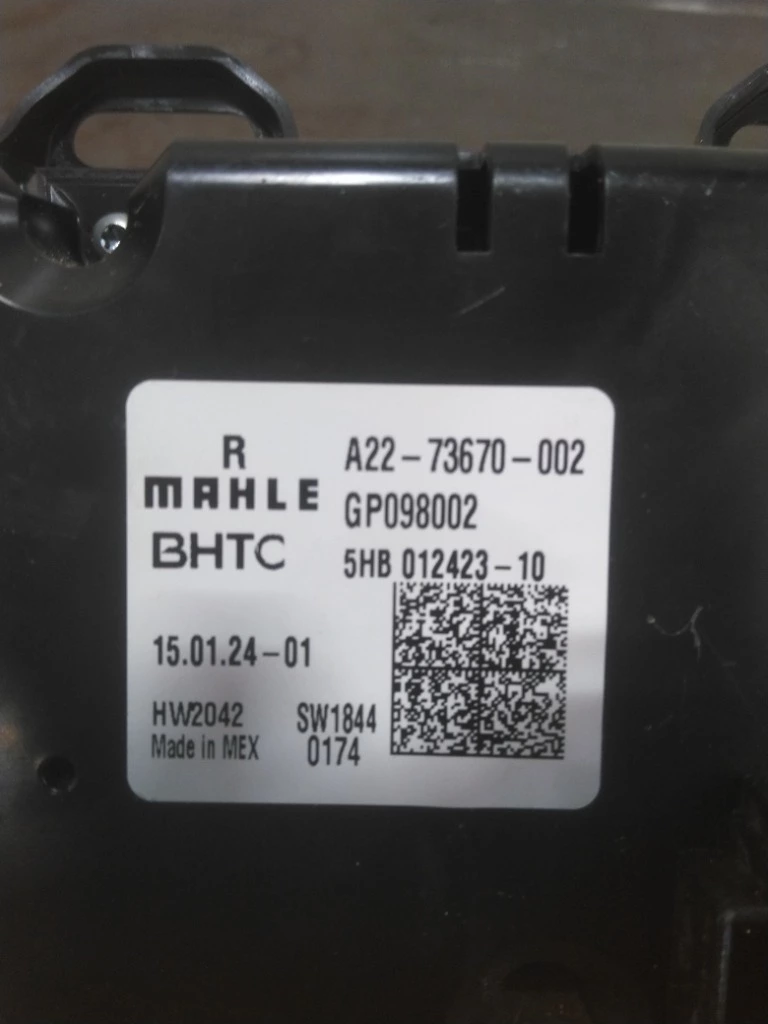 R
MAHLE
BHTC
A22-73670-002
GP098002
5HB 012423-10
15.01.24-01
HW2042 SW1844
Made in MEX 0174